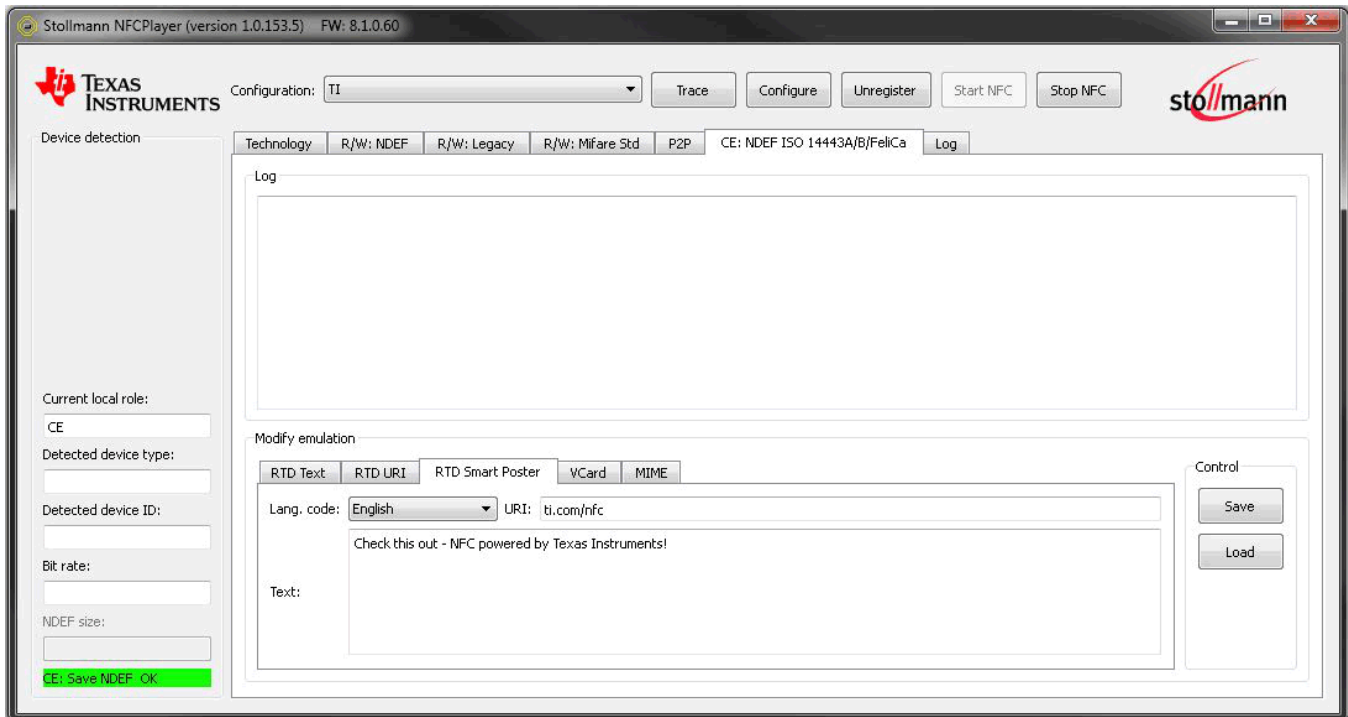 Stollmann NFCPlayer (version 1.0.153.5) FW: 8.1.0.60
TEXAS INSTRUMENTS
Configuration: TI Trace Configure Unregister Start NFC Stop NFC
stollmann
Device detection
Technology R/W: NDEF R/W: Legacy R/W: Mifare Std P2P CE: NDEF ISO 14443A/B/FeliCa Log
Log
Current local role:
CE
Detected device type:
Detected device ID:
Bit rate:
NDEF size:
CE: Save NDEF OK
Modify emulation
RTD Text RTD URI RTD Smart Poster VCard MIME
Lang. code: English URI: ti.com/nfc
Check this out - NFC powered by Texas Instruments!
Text:
Control
Save
Load